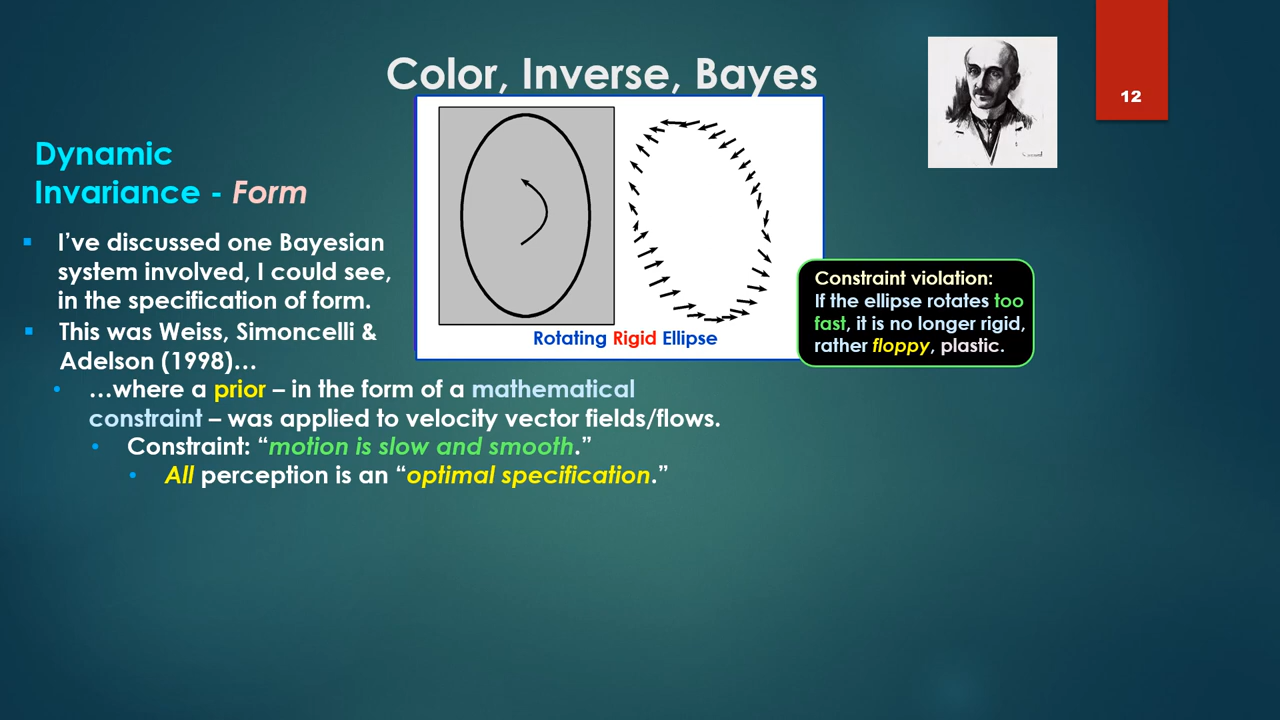 Color, Inverse, Bayes
12
Dynamic
Invariance - Form
▪ I’ve discussed one Bayesian
system involved, I could see,
in the specification of form.
▪ This was Weiss, Simoncelli &
Adelson (1998)…
• …where a prior – in the form of a mathematical
constraint – was applied to velocity vector fields/flows.
• Constraint: “motion is slow and smooth.”
• All perception is an “optimal specification.”
Rotating Rigid Ellipse
Constraint violation:
If the ellipse rotates too
fast, it is no longer rigid,
rather floppy, plastic.